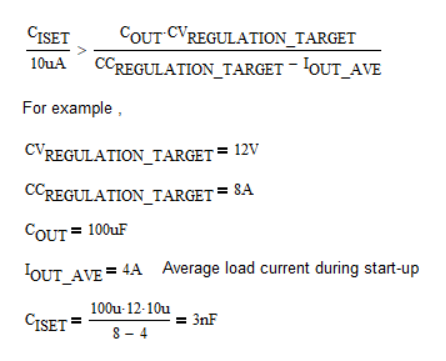 C_ISET / 10uA > C_OUT·CV_REGULATION_TARGET / CC_REGULATION_TARGET − I_OUT_AVE
For example ,
CV_REGULATION_TARGET = 12V
CC_REGULATION_TARGET = 8A
C_OUT = 100uF
I_OUT_AVE = 4A Average load current during start-up
C_ISET = 100u·12·10u / 8 − 4 = 3nF